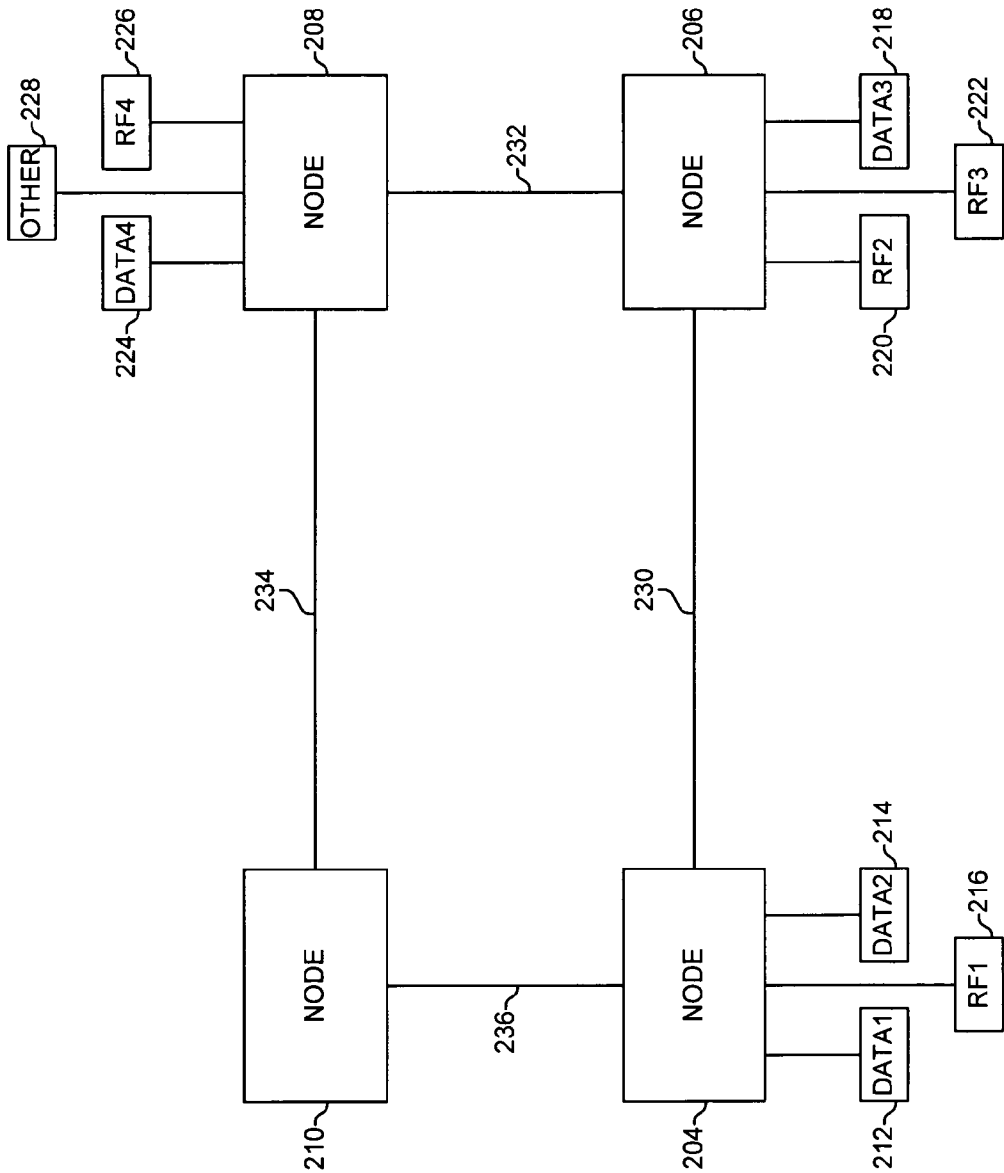 OTHER 228
224 DATA4 RF4 226
210 NODE NODE 208
234
236 232
204 NODE NODE 206
230
212 DATA1 DATA2 214 220 RF2 DATA3 218
RF1 216 RF3 222